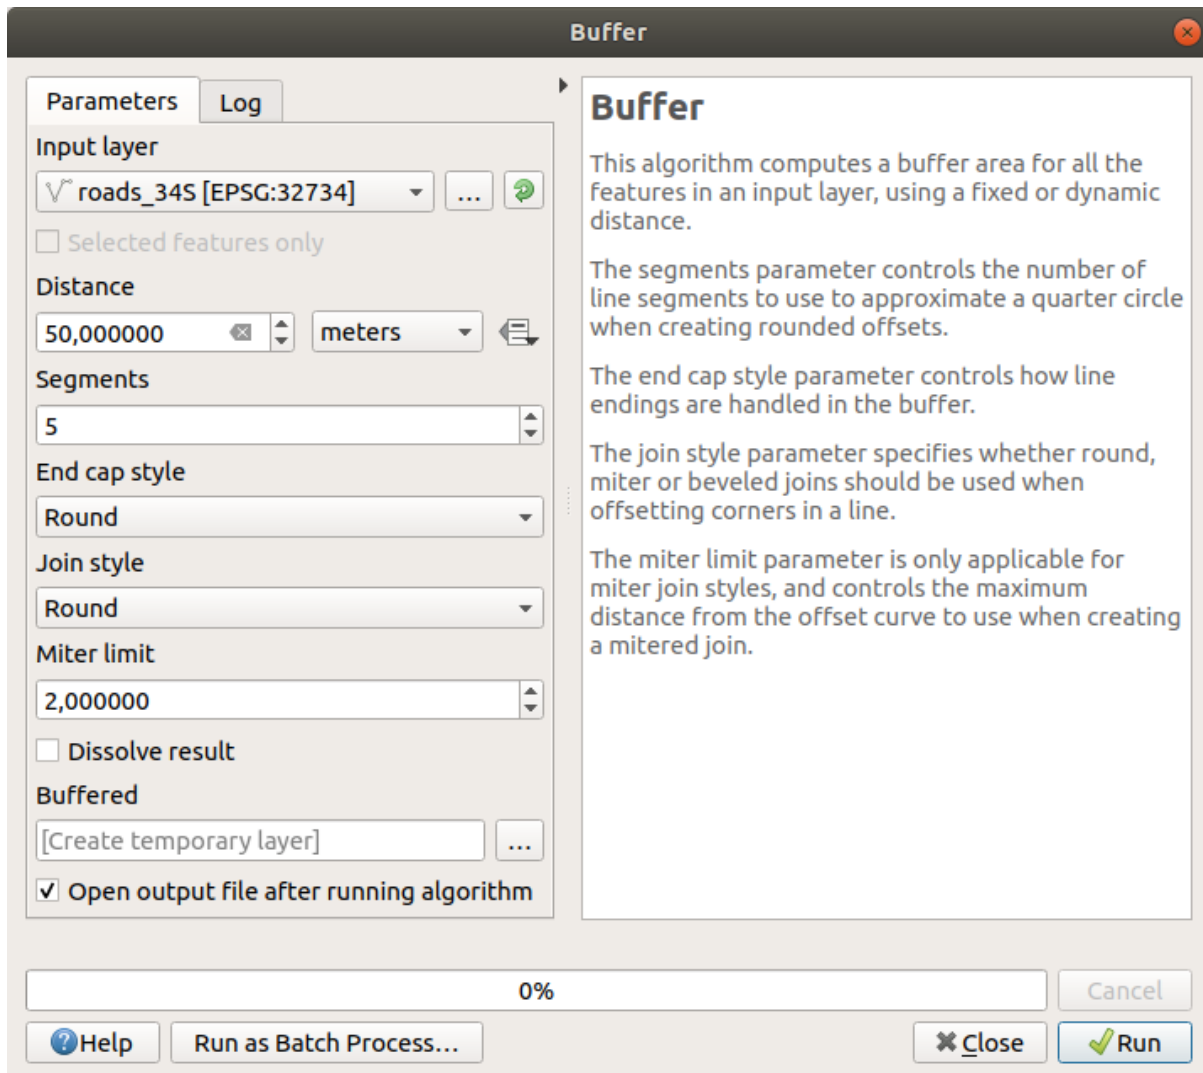 Buffer
Parameters
Log
Input layer
roads_34S [EPSG:32734]
...
Selected features only
Distance
50,000000
meters
Segments
5
End cap style
Round
Join style
Round
Miter limit
2,000000
Dissolve result
Buffered
[Create temporary layer]
...
Open output file after running algorithm
Buffer
This algorithm computes a buffer area for all the
features in an input layer, using a fixed or dynamic
distance.
The segments parameter controls the number of
line segments to use to approximate a quarter circle
when creating rounded offsets.
The end cap style parameter controls how line
endings are handled in the buffer.
The join style parameter specifies whether round,
miter or beveled joins should be used when
offsetting corners in a line.
The miter limit parameter is only applicable for
miter join styles, and controls the maximum
distance from the offset curve to use when creating
a mitered join.
0%
Cancel
Help
Run as Batch Process...
Close
Run